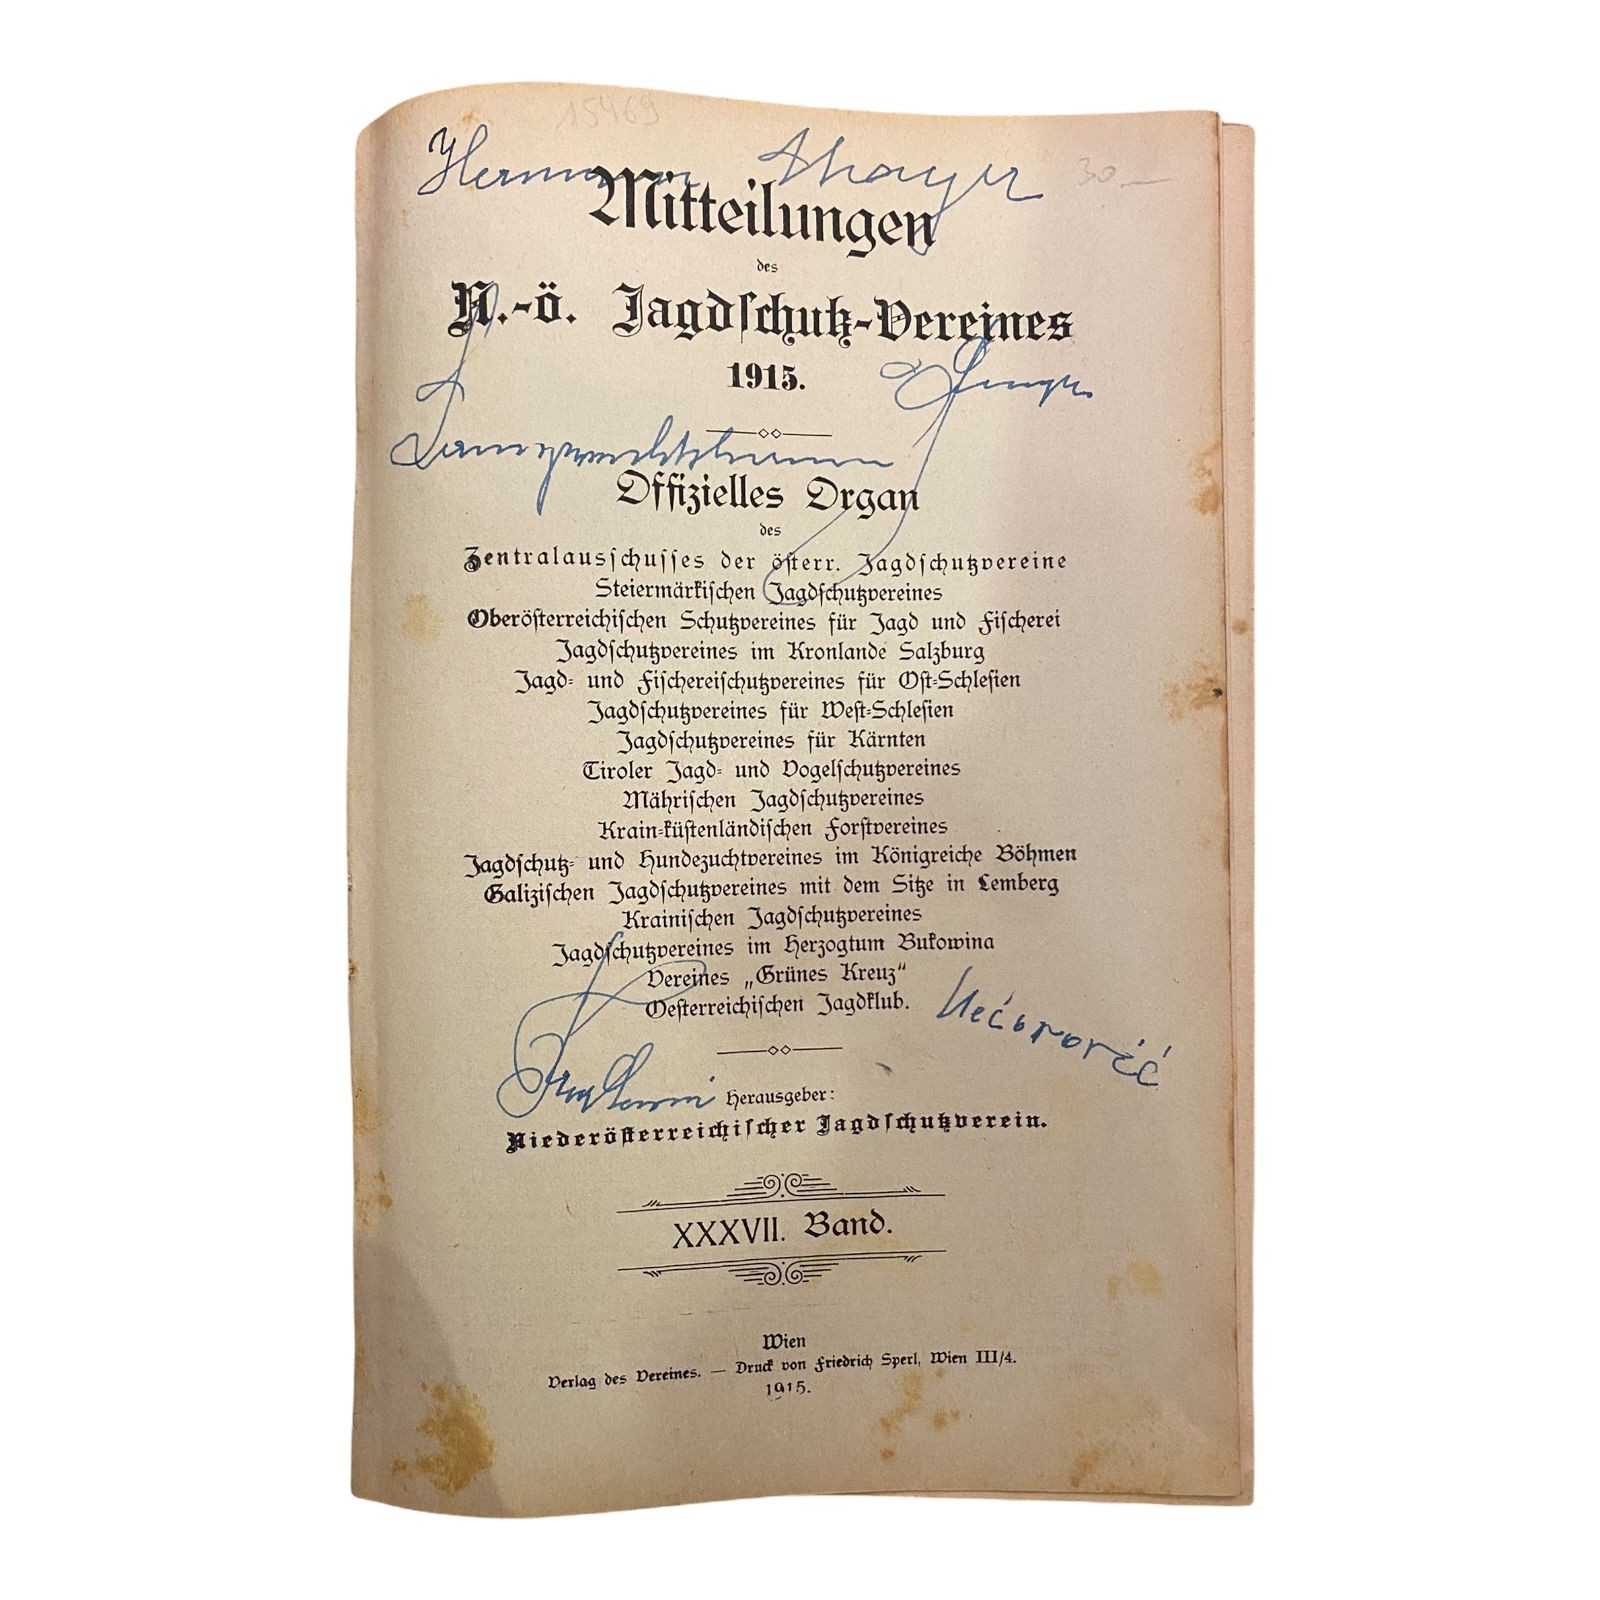 15469
Hermann Thayer 30.—
Mitteilungen
des
N.-ö. Jagdschutz-Vereines
1915.
Offizielles Organ
des
Zentralausschusses der österr. Jagdschutzvereine
Steiermärkischen Jagdschutzvereines
Oberösterreichischen Schutzvereines für Jagd und Fischerei
Jagdschutzvereines im Kronlande Salzburg
Jagd- und Fischereischutzvereines für Ost-Schlesien
Jagdschutzvereines für West-Schlesien
Jagdschutzvereines für Kärnten
Tiroler Jagd- und Vogelschutzvereines
Mährischen Jagdschutzvereines
Krain-küstenländischen Forstvereines
Jagdschutz- und Hundezuchtvereines im Königreiche Böhmen
Galizischen Jagdschutzvereines mit dem Sitze in Lemberg
Krainischen Jagdschutzvereines
Jagdschutzvereines im Herzogtum Bukowina
Vereines „Grünes Kreuz“
Oesterreichischen Jagdklub.
Herausgeber:
Niederösterreichischer Jagdschutzverein.
XXXVII. Band.
Wien
Verlag des Vereines. — Druck von Friedrich Sperl, Wien III/4.
1915.